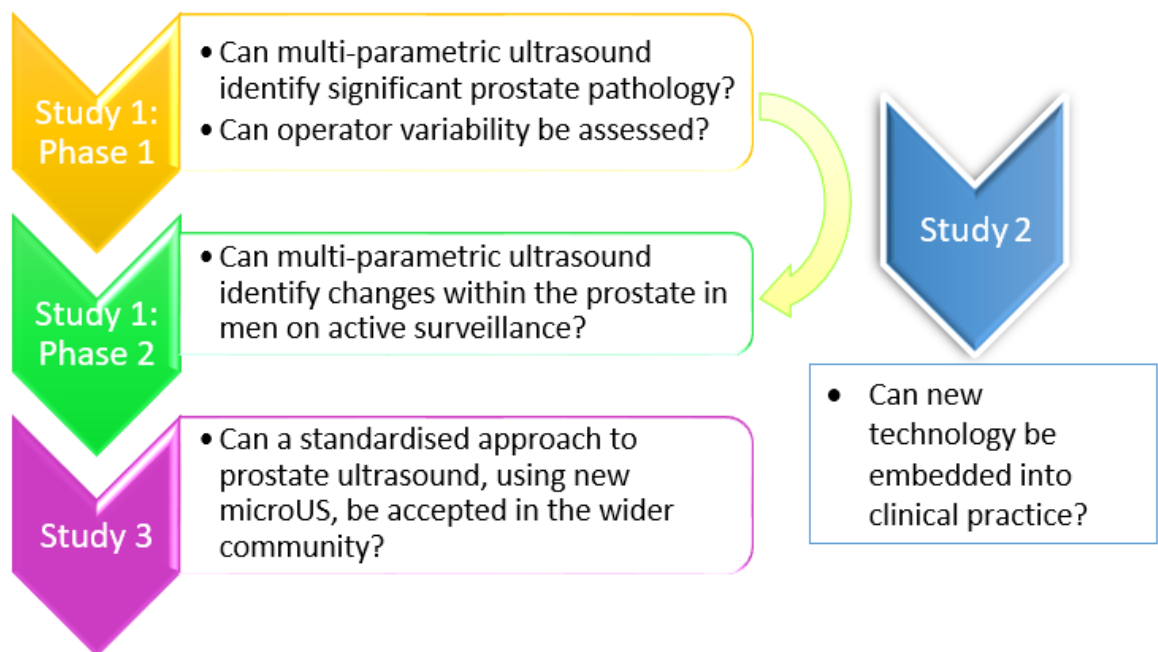 Study 1:
Phase 1
• Can multi-parametric ultrasound
identify significant prostate pathology?
• Can operator variability be assessed?
Study 1:
Phase 2
• Can multi-parametric ultrasound
identify changes within the prostate in
men on active surveillance?
Study 3
• Can a standardised approach to
prostate ultrasound, using new
microUS, be accepted in the wider
community?
Study 2
• Can new
technology be
embedded into
clinical practice?